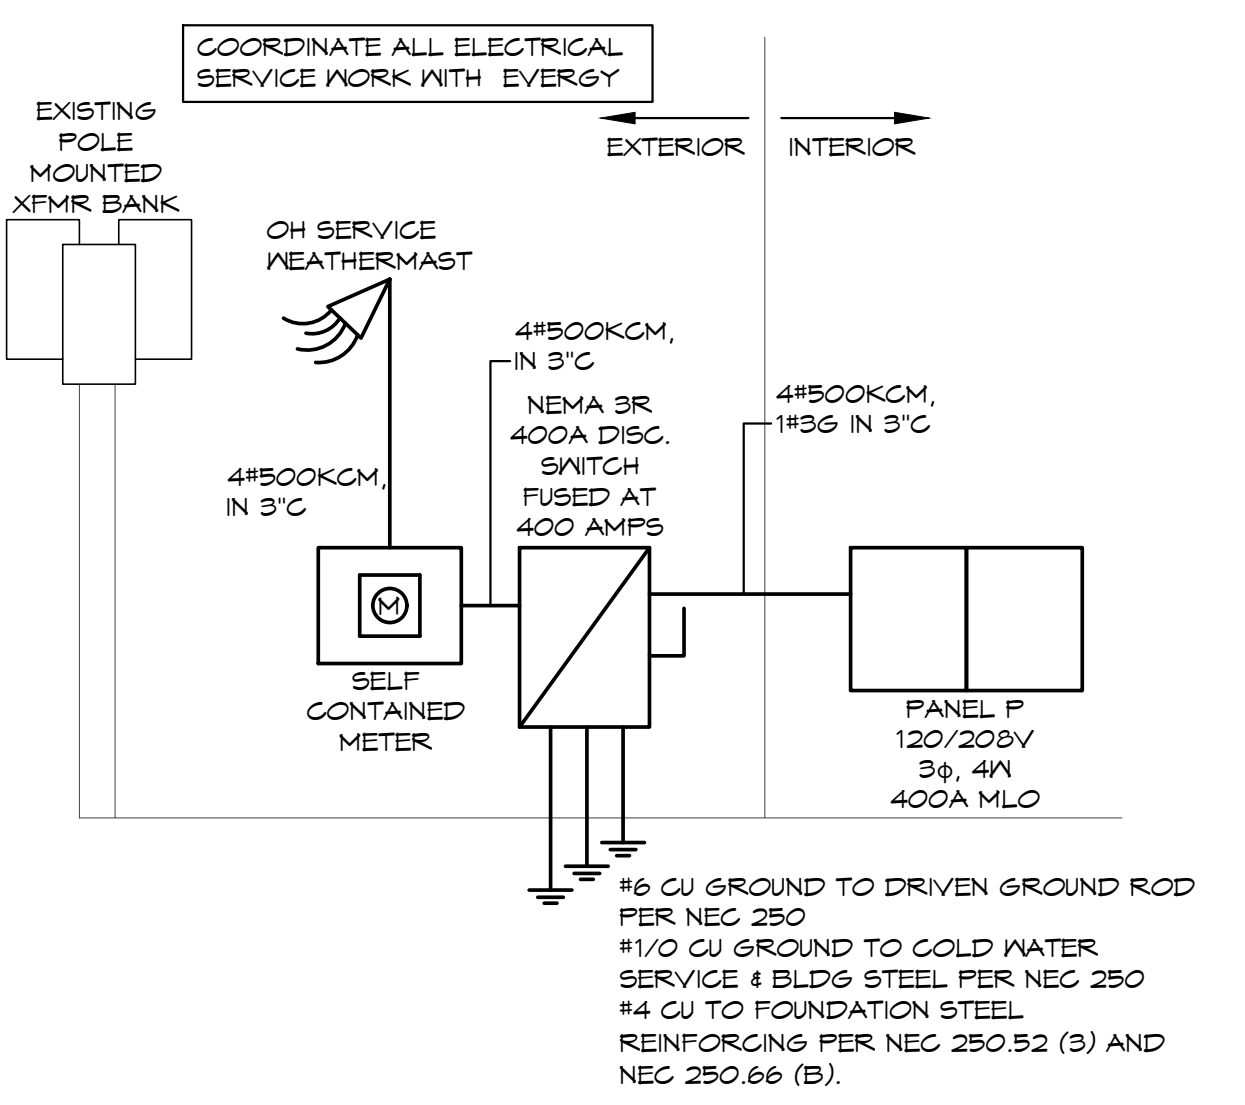 COORDINATE ALL ELECTRICAL
SERVICE WORK WITH EVERGY
EXISTING
POLE
MOUNTED
XFMR BANK
EXTERIOR
INTERIOR
OH SERVICE
WEATHERMAST
4#500KCM,
IN 3"C
NEMA 3R
400A DISC.
SWITCH
FUSED AT
400 AMPS
4#500KCM,
1#3G IN 3"C
4#500KCM,
IN 3"C
M
SELF
CONTAINED
METER
PANEL P
120/208V
3ϕ, 4W
400A MLO
#6 CU GROUND TO DRIVEN GROUND ROD
PER NEC 250
#1/0 CU GROUND TO COLD WATER
SERVICE & BLDG STEEL PER NEC 250
#4 CU TO FOUNDATION STEEL
REINFORCING PER NEC 250.52 (3) AND
NEC 250.66 (B).